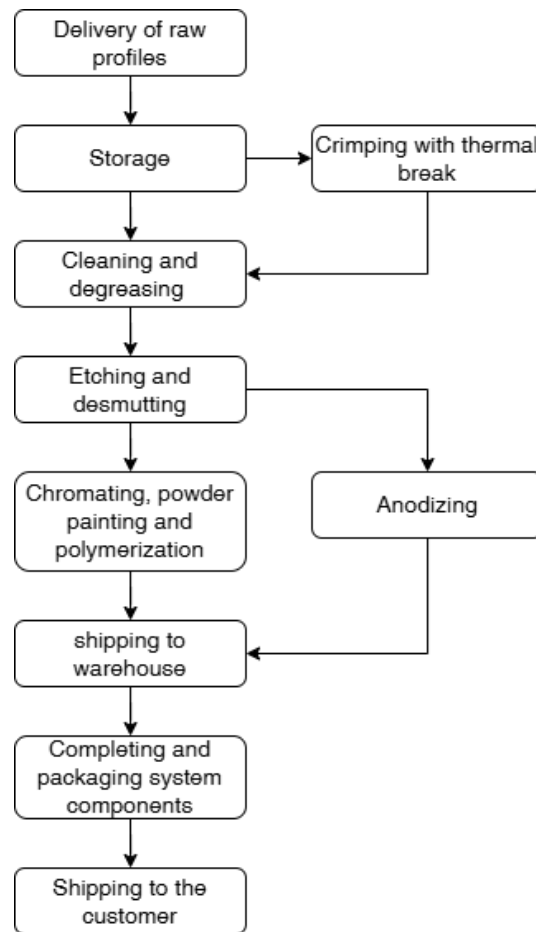 Delivery of raw
profiles
Storage
Crimping with thermal
break
Cleaning and
degreasing
Etching and
desmutting
Chromating, powder
painting and
polymerization
Anodizing
shipping to
warehouse
Completing and
packaging system
components
Shipping to the
customer